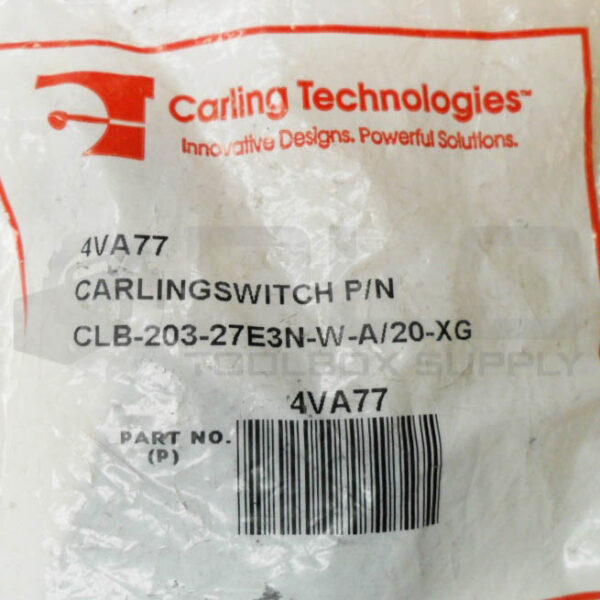 Carling Technologies™
Innovative Designs. Powerful Solutions.
4VA77
CARLINGSWITCH P/N
CLB-203-27E3N-W-A/20-XG
TOOLBOX SUPPLY
4VA77
PART NO.
(P)